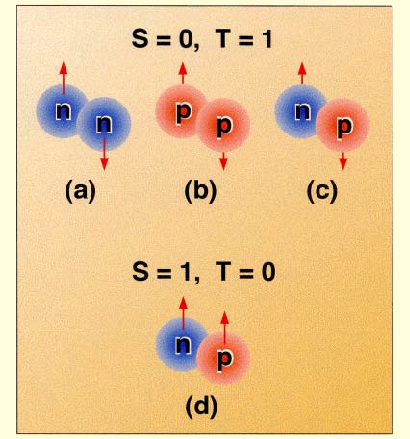 S = 0, T = 1
n n p p n p
(a) (b) (c)
S = 1, T = 0
n p
(d)